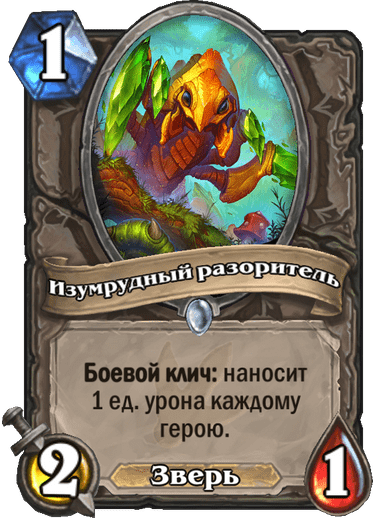 1
Изумрудный разоритель
Боевой клич: наносит
1 ед. урона каждому
герою.
2
Зверь
1